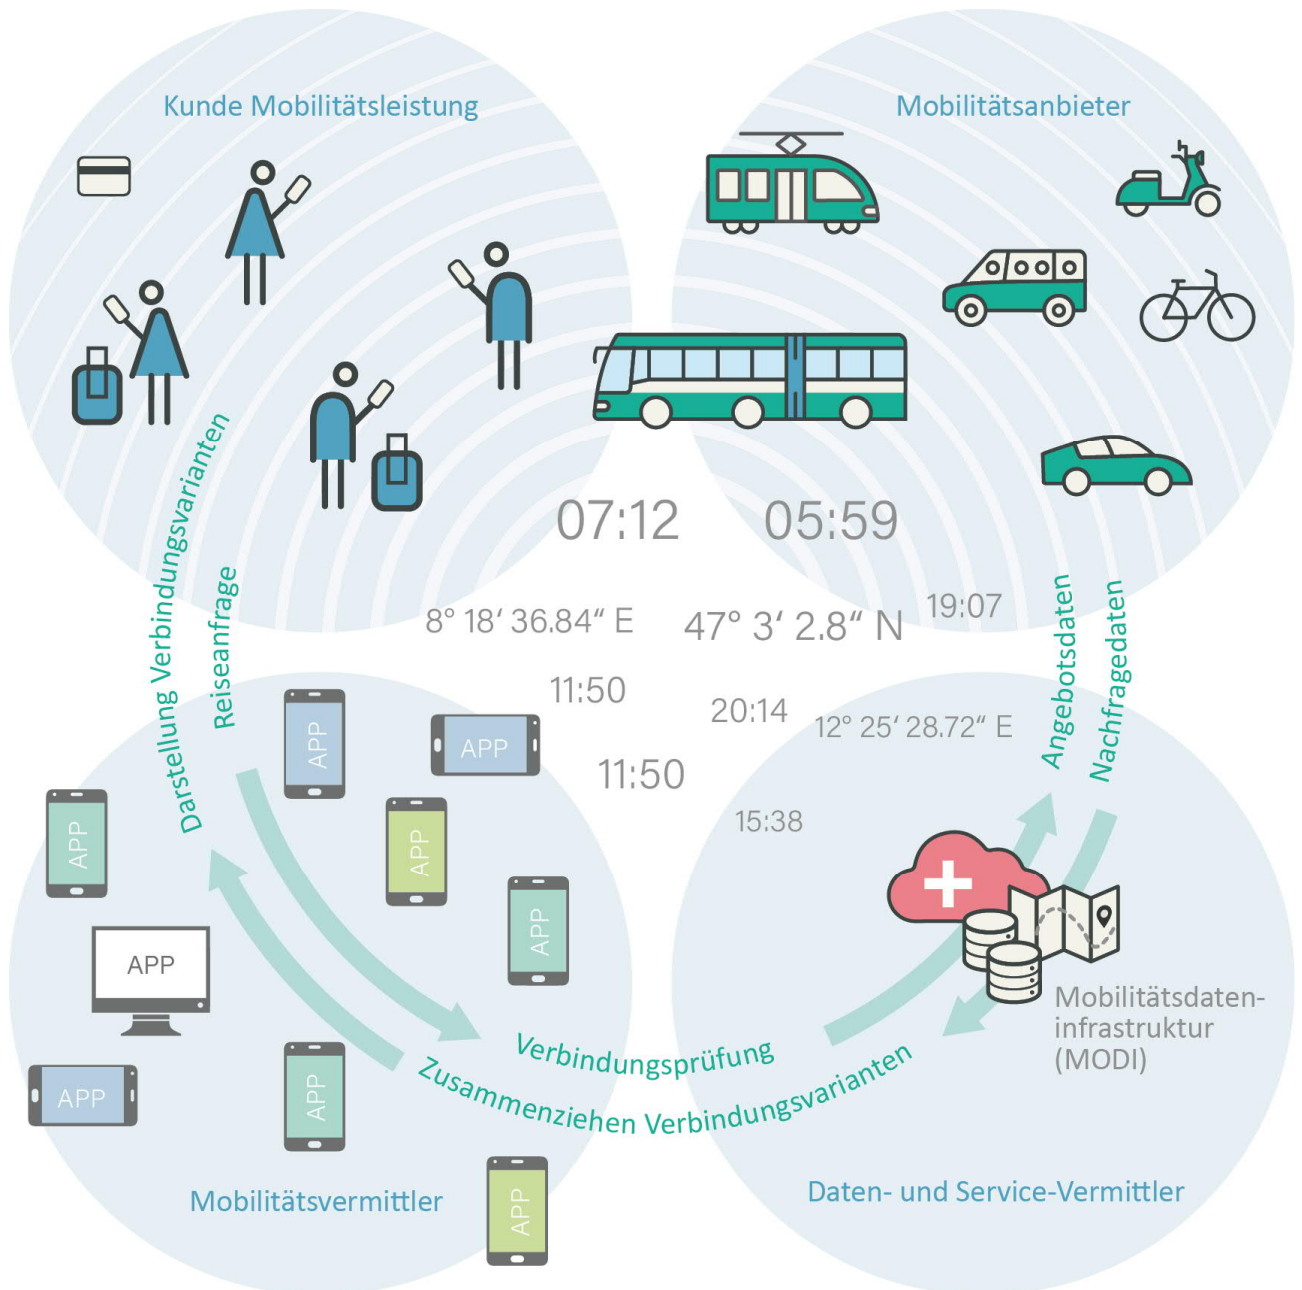 Kunde Mobilitätsleistung
Mobilitätsanbieter
07:12
05:59
8° 18‘ 36.84“ E
47° 3‘ 2.8“ N
19:07
11:50
20:14
12° 25‘ 28.72“ E
11:50
15:38
Darstellung Verbindungsvarianten
Reiseanfrage
Angebotsdaten
Nachfragedaten
APP
APP
APP
APP
APP
APP
APP
APP
APP
Verbindungsprüfung
Zusammenziehen Verbindungsvarianten
Mobilitätsdaten-
infrastruktur
(MODI)
Mobilitätsvermittler
Daten- und Service-Vermittler